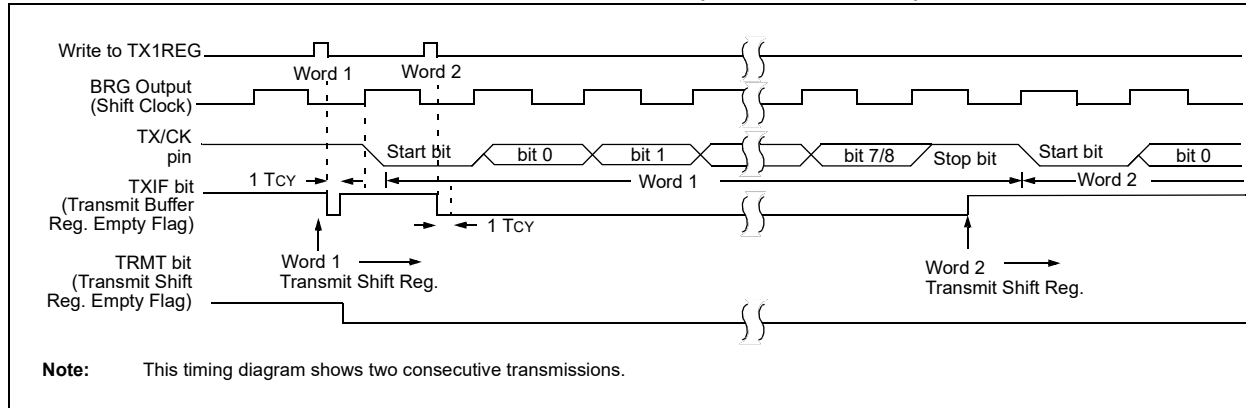 Write to TX1REG
Word 1
Word 2
BRG Output
(Shift Clock)
TX/CK
pin
Start bit
bit 0
bit 1
bit 7/8
Stop bit
Start bit
bit 0
1 TCY
Word 1
Word 2
TXIF bit
(Transmit Buffer
Reg. Empty Flag)
1 TCY
Word 1
Transmit Shift Reg.
Word 2
Transmit Shift Reg.
TRMT bit
(Transmit Shift
Reg. Empty Flag)
Note: This timing diagram shows two consecutive transmissions.